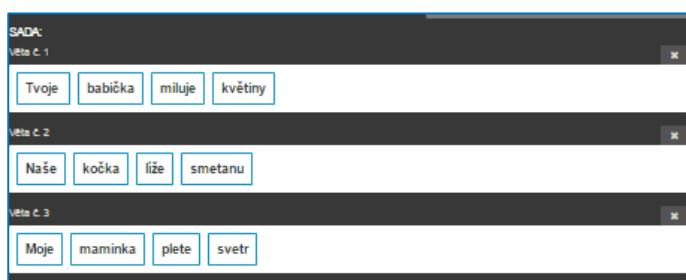 SADA:
Věta č. 1
Tvoje babička miluje květiny
Věta č. 2
Naše kočka líže smetanu
Věta č. 3
Moje maminka plete svetr